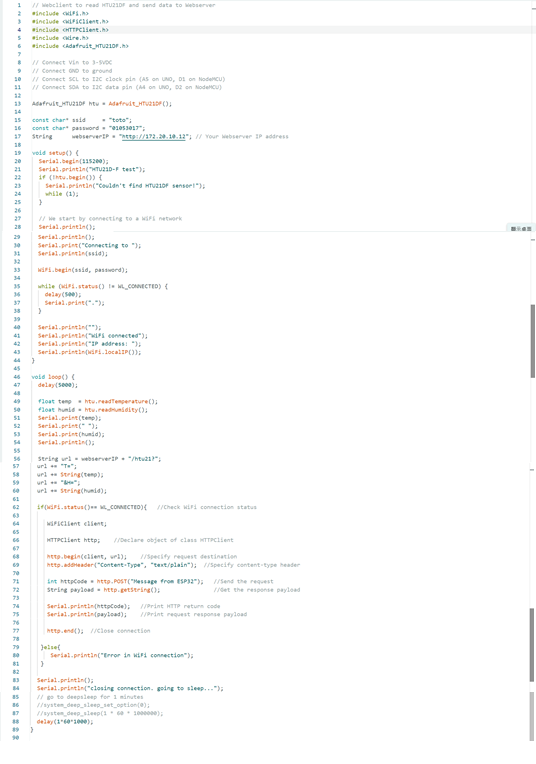 1 // Webclient to read HTU21DF and send data to Webserver
2 #include <WiFi.h>
3 #include <WiFiClient.h>
4 #include <HTTPClient.h>
5 #include <Wire.h>
6 #include <Adafruit_HTU21DF.h>
7
8 // Connect Vin to 3-5VDC
9 // Connect GND to ground
10 // Connect SCL to I2C clock pin (A5 on UNO, D1 on NodeMCU)
11 // Connect SDA to I2C data pin (A4 on UNO, D2 on NodeMCU)
12
13 Adafruit_HTU21DF htu = Adafruit_HTU21DF();
14
15 const char* ssid     = "toto";
16 const char* password = "01053017";
17 String      webserverIP = "http://172.20.10.12"; // Your Webserver IP address
18
19 void setup() {
20 Serial.begin(115200);
21 Serial.println("HTU21D-F test");
22 if (!htu.begin()) {
23 Serial.println("Couldn't find HTU21DF sensor!");
24 while (1);
25 }
26
27 // We start by connecting to a WiFi network
28 Serial.println();
顯示桌面
29 Serial.println();
30 Serial.print("Connecting to ");
31 Serial.println(ssid);
32
33 WiFi.begin(ssid, password);
34
35 while (WiFi.status() != WL_CONNECTED) {
36 delay(500);
37 Serial.print(".");
38 }
39
40 Serial.println("");
41 Serial.println("WiFi connected");
42 Serial.println("IP address: ");
43 Serial.println(WiFi.localIP());
44 }
45
46 void loop() {
47 delay(5000);
48
49 float temp  = htu.readTemperature();
50 float humid = htu.readHumidity();
51 Serial.print(temp);
52 Serial.print(" ");
53 Serial.print(humid);
54 Serial.println();
55
56 String url = webserverIP + "/htu21?";
57 url += "T=";
58 url += String(temp);
59 url += "&H=";
60 url += String(humid);
61
62 if(WiFi.status()== WL_CONNECTED){   //Check WiFi connection status
63
64 WiFiClient client;
65
66 HTTPClient http;    //Declare object of class HTTPClient
67
68 http.begin(client, url);    //Specify request destination
69 http.addHeader("Content-Type", "text/plain");  //Specify content-type header
70
71 int httpCode = http.POST("Message from ESP32");   //Send the request
72 String payload = http.getString();                //Get the response payload
73
74 Serial.println(httpCode);   //Print HTTP return code
75 Serial.println(payload);    //Print request response payload
76
77 http.end();  //Close connection
78
79 }else{
80 Serial.println("Error in WiFi connection");
81 }
82
83 Serial.println();
84 Serial.println("closing connection. going to sleep...");
85 // go to deepsleep for 1 minutes
86 //system_deep_sleep_set_option(0);
87 //system_deep_sleep(1 * 60 * 1000000);
88 delay(1*60*1000);
89 }
90